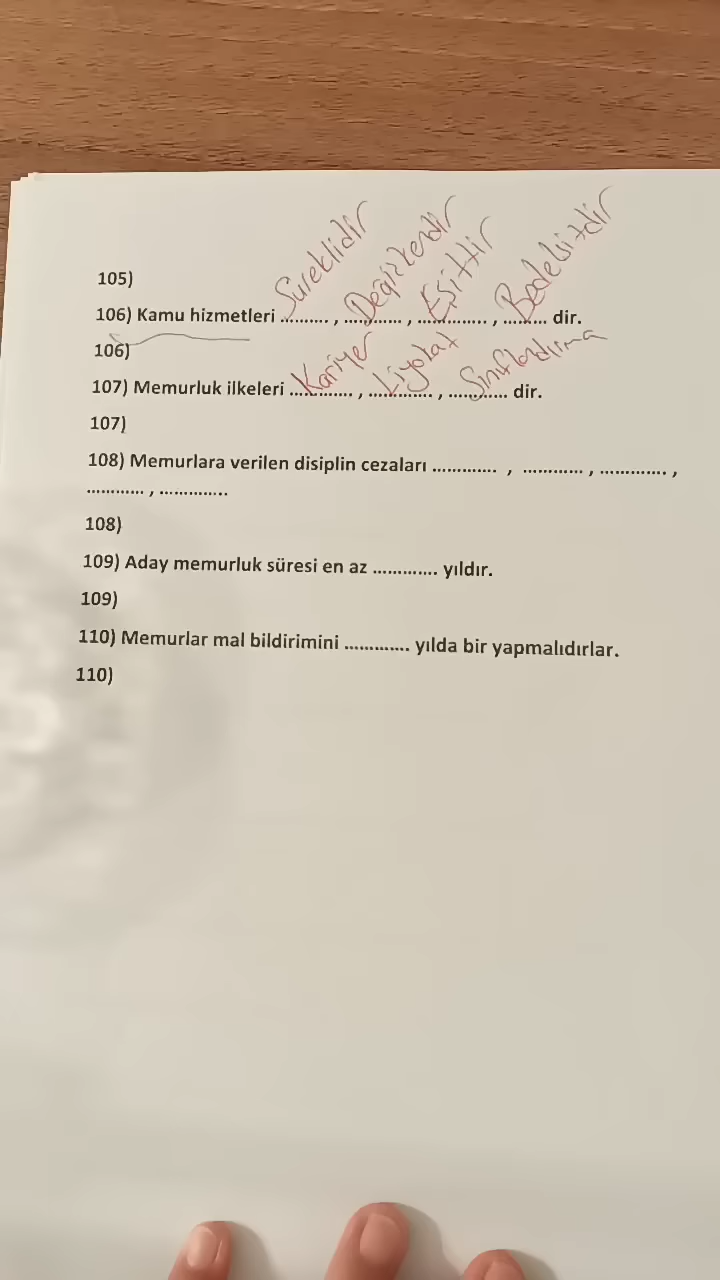 105)
Süreklidir Değişkendir Eşittir Bedelsizdir
106) Kamu hizmetleri .......... , ............ , .............. , ......... dir.
106)
Kariyer Liyakat Sınıflandırma
107) Memurluk ilkeleri ............. , ............. , ............ dir.
107)
108) Memurlara verilen disiplin cezaları ............. , ............ , ............. ,
............ , ..............
108)
109) Aday memurluk süresi en az ............. yıldır.
109)
110) Memurlar mal bildirimini ............. yılda bir yapmalıdırlar.
110)